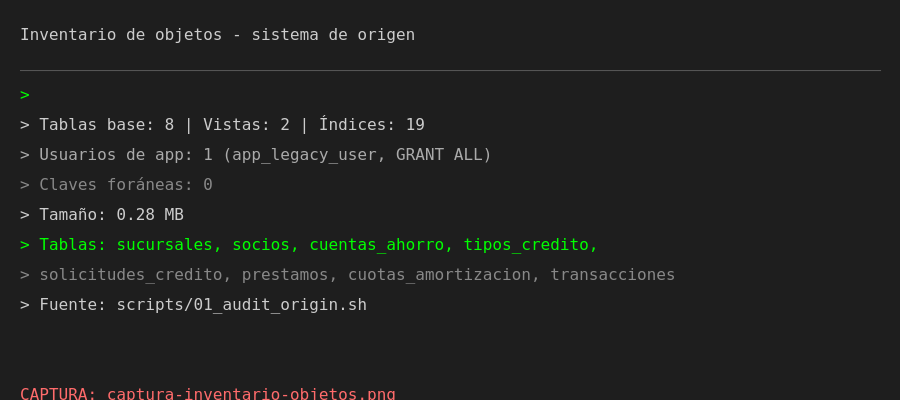 Inventario de objetos - sistema de origen
>
> Tablas base: 8 | Vistas: 2 | Índices: 19
> Usuarios de app: 1 (app_legacy_user, GRANT ALL)
> Claves foráneas: 0
> Tamaño: 0.28 MB
> Tablas: sucursales, socios, cuentas_ahorro, tipos_credito,
> solicitudes_credito, prestamos, cuotas_amortizacion, transacciones
> Fuente: scripts/01_audit_origin.sh
CAPTURA: captura-inventario-objetos.png